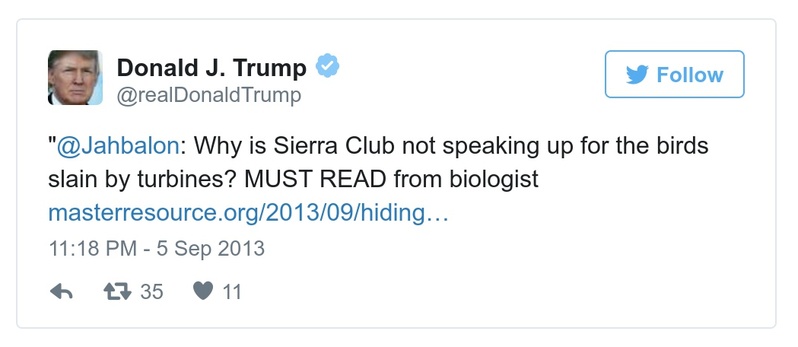 Donald J. Trump
@realDonaldTrump
Follow
"@Jahbalon: Why is Sierra Club not speaking up for the birds
slain by turbines? MUST READ from biologist
masterresource.org/2013/09/hiding…
11:18 PM - 5 Sep 2013
35 11